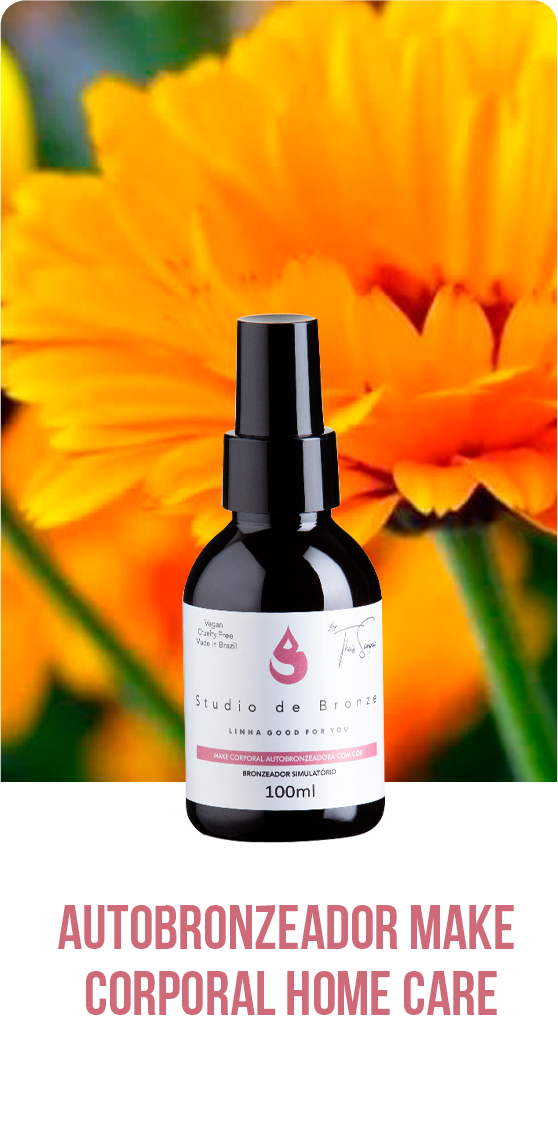 Vegan
Cruelty Free
Made in Brazil
by
Studio de Bronze
LINHA GOOD FOR YOU
MAKE CORPORAL AUTOBRONZEADORA COM COR
BRONZEADOR SIMULATÓRIO
100ml
AUTOBRONZEADOR MAKE
CORPORAL HOME CARE